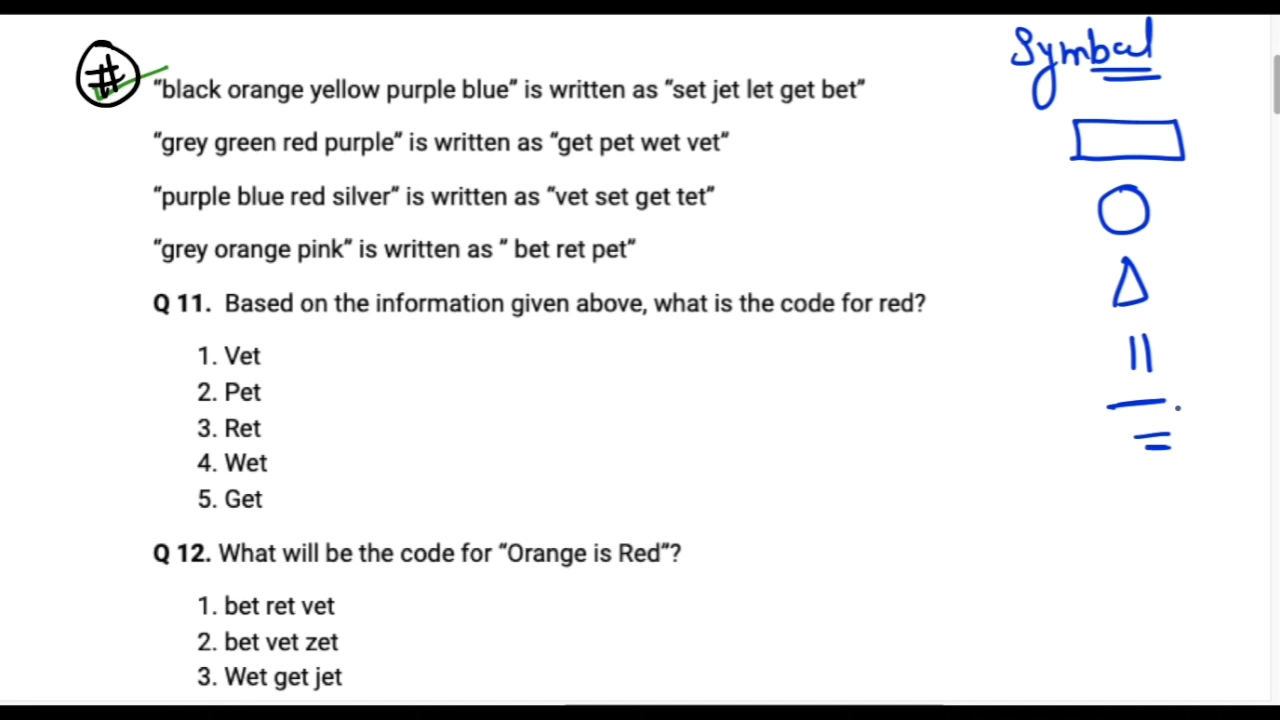 Symbal
#
“black orange yellow purple blue” is written as “set jet let get bet”
“grey green red purple” is written as “get pet wet vet”
“purple blue red silver” is written as “vet set get tet”
“grey orange pink” is written as ” bet ret pet”
Q 11. Based on the information given above, what is the code for red?
1. Vet
2. Pet
3. Ret
4. Wet
5. Get
Q 12. What will be the code for “Orange is Red”?
1. bet ret vet
2. bet vet zet
3. Wet get jet